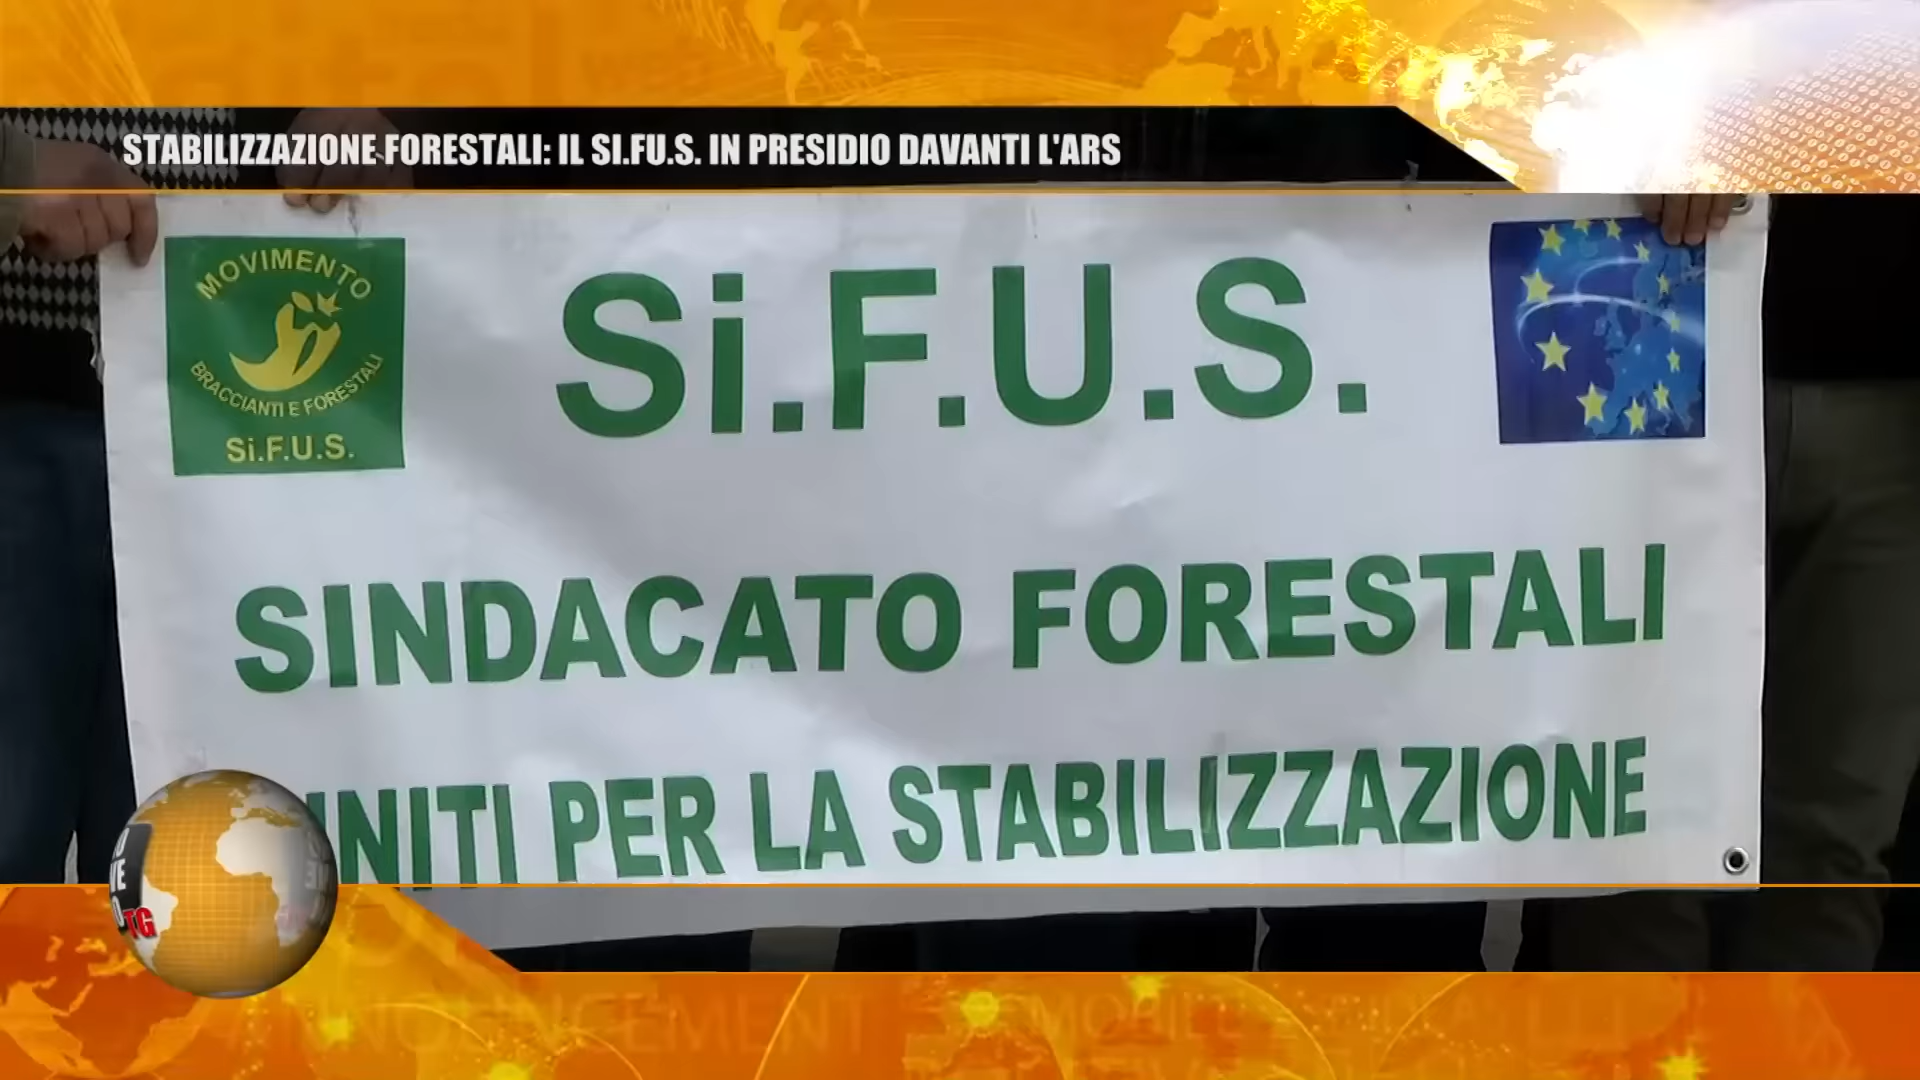 STABILIZZAZIONE FORESTALI: IL SI.FU.S. IN PRESIDIO DAVANTI L'ARS
MOVIMENTO
BRACCIANTI E FORESTALI
Si.F.U.S.
Si.F.U.S.
SINDACATO FORESTALI
UNITI PER LA STABILIZZAZIONE
TG